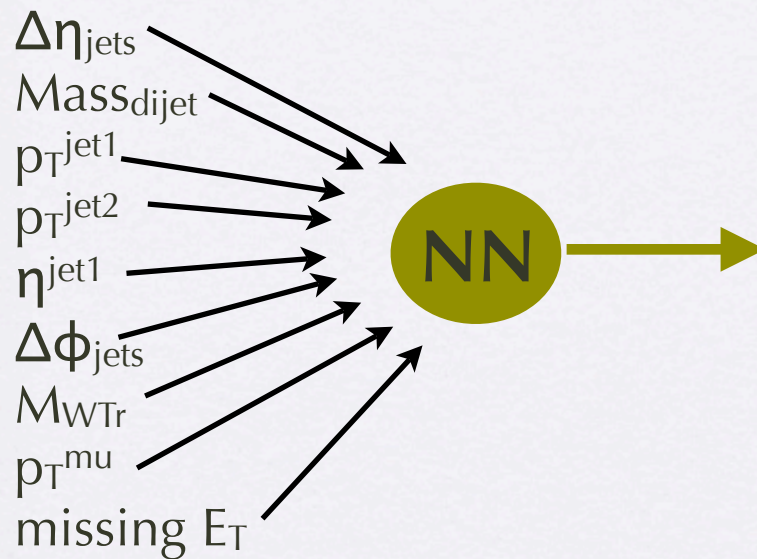 Δηjets
Massdijet
pTjet1
pTjet2
ηjet1
Δφjets
MWTr
pTmu
missing ET
NN